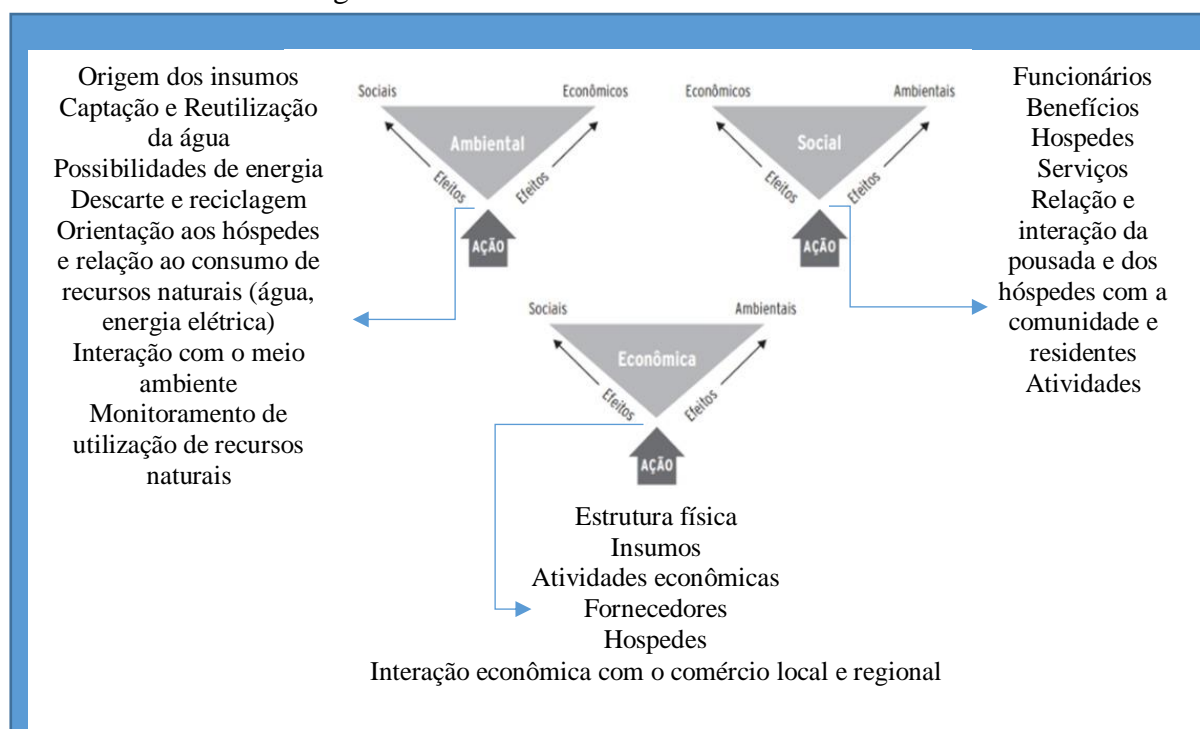 Origem dos insumos
Captação e Reutilização
da água
Possibilidades de energia
Descarte e reciclagem
Orientação aos hóspedes
e relação ao consumo de
recursos naturais (água,
energia elétrica)
Interação com o meio
ambiente
Monitoramento de
utilização de recursos
naturais
Sociais
Econômicos
Ambiental
Efeitos
Efeitos
AÇÃO
Econômicos
Ambientais
Social
Efeitos
Efeitos
AÇÃO
Sociais
Ambientais
Econômica
Efeitos
Efeitos
AÇÃO
Funcionários
Benefícios
Hospedes
Serviços
Relação e
interação da
pousada e dos
hóspedes com a
comunidade e
residentes
Atividades
Estrutura física
Insumos
Atividades econômicas
Fornecedores
Hospedes
Interação econômica com o comércio local e regional